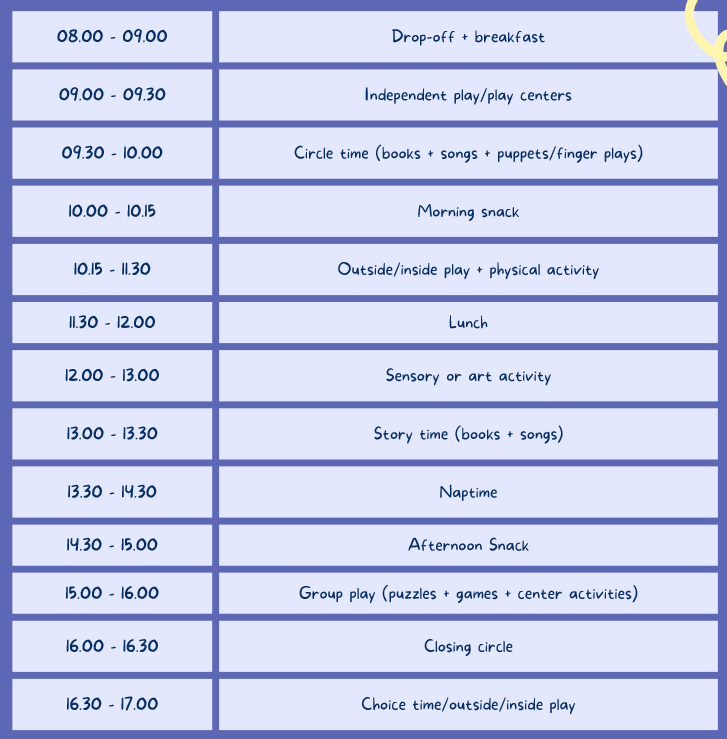 08.00 - 09.00 Drop-off + breakfast
09.00 - 09.30 Independent play/play centers
09.30 - 10.00 Circle time (books + songs + puppets/finger plays)
10.00 - 10.15 Morning snack
10.15 - 11.30 Outside/inside play + physical activity
11.30 - 12.00 Lunch
12.00 - 13.00 Sensory or art activity
13.00 - 13.30 Story time (books + songs)
13.30 - 14.30 Naptime
14.30 - 15.00 Afternoon Snack
15.00 - 16.00 Group play (puzzles + games + center activities)
16.00 - 16.30 Closing circle
16.30 - 17.00 Choice time/outside/inside play